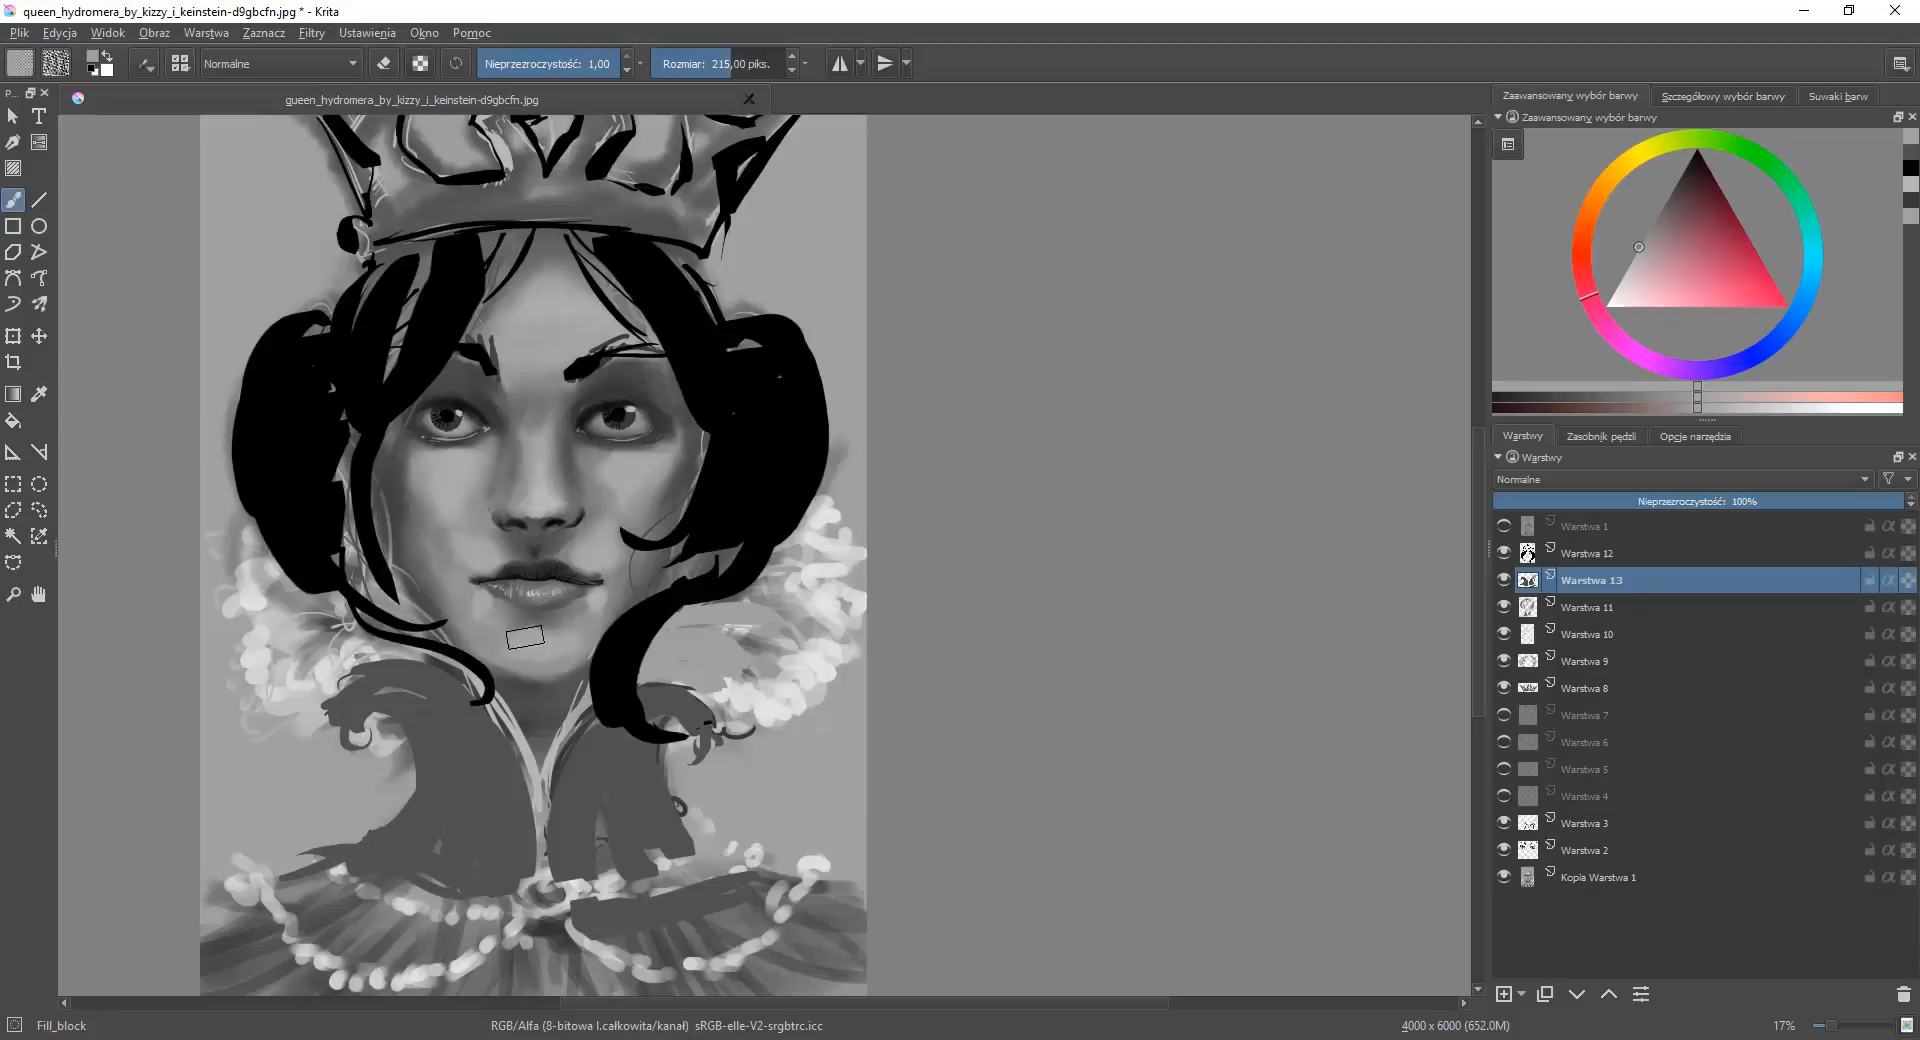 queen_hydromera_by_kizzy_i_keinstein-d9gbcfn.jpg * - Krita
Plik Edycja Widok Obraz Warstwa Zaznacz Filtry Ustawienia Okno Pomoc
Normalne Nieprzezroczystość: 1,00 Rozmiar: 215,00 piks.
P...
queen_hydromera_by_kizzy_i_keinstein-d9gbcfn.jpg
Zaawansowany wybór barwy Szczegółowy wybór barwy Suwaki barw
Zaawansowany wybór barwy
Warstwy Zasobnik pędzli Opcje narzędzia
Warstwy
Normalne
Nieprzezroczystość: 100%
Warstwa 1
Warstwa 12
Warstwa 13
Warstwa 11
Warstwa 10
Warstwa 9
Warstwa 8
Warstwa 7
Warstwa 6
Warstwa 5
Warstwa 4
Warstwa 3
Warstwa 2
Kopia Warstwa 1
Fill_block RGB/Alfa (8-bitowa l.całkowita/kanał) sRGB-elle-V2-srgbtrc.icc 4000 x 6000 (652.0M) 17%